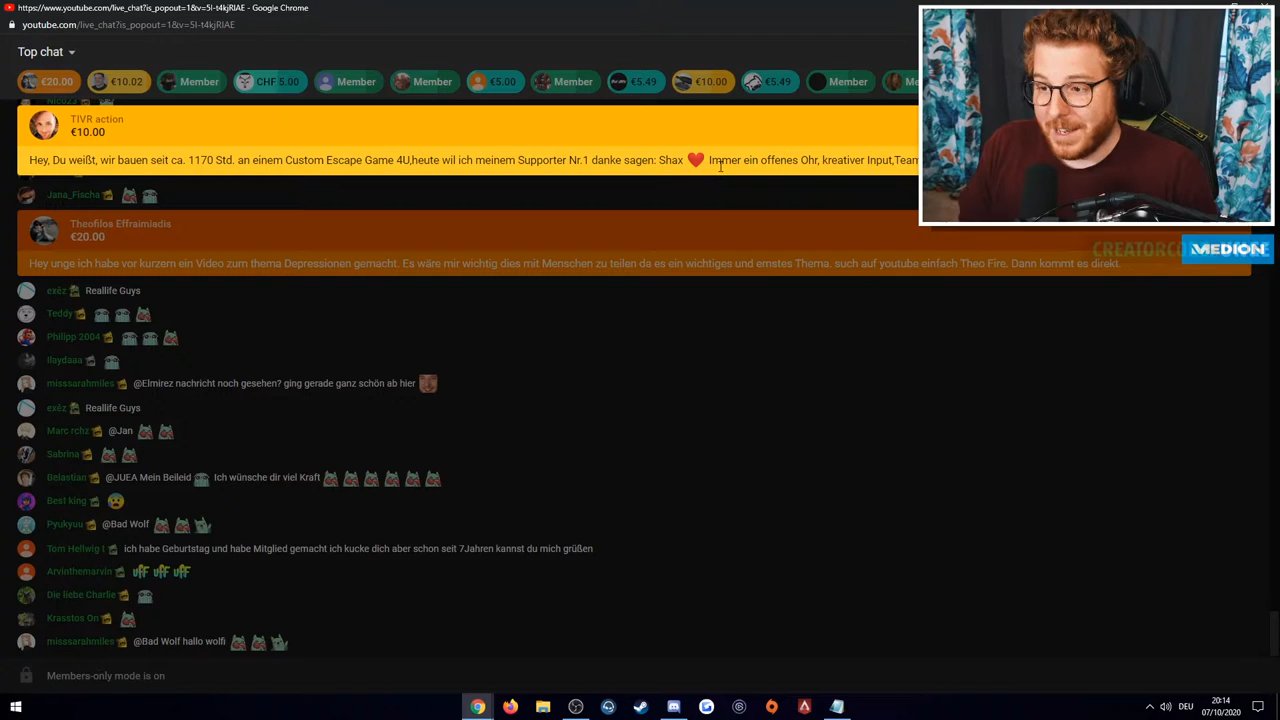 https://www.youtube.com/live_chat?is_popout=1&v=5I-t4kjRIAE - Google Chrome
youtube.com/live_chat?is_popout=1&v=5I-t4kjRIAE
Top chat
€20.00 €10.02 Member CHF 5.00 Member Member €5.00 Member €5.49 €10.00 €5.49 Member
Nico23
TIVR action
€10.00
Hey, Du weißt, wir bauen seit ca. 1170 Std. an einem Custom Escape Game 4U,heute wil ich meinem Supporter Nr.1 danke sagen: Shax ❤️ Immer ein offenes Ohr, kreativer Input,Team
Jana_Fischa
Theofilos Effraimiadis
€20.00
Hey unge ich habe vor kurzem ein Video zum thema Depressionen gemacht. Es wäre mir wichtig dies mit Menschen zu teilen da es ein wichtiges und ernstes Thema. such auf youtube einfach Theo Fire. Dann kommt es direkt.
MEDION
exëz Reallife Guys
Teddy
Philipp 2004
Ilaydaaa
misssarahmiles @Elmirez nachricht noch gesehen? ging gerade ganz schön ab hier
exëz Reallife Guys
Marc rchz @Jan
Sabrina
Belastian @JUEA Mein Beileid Ich wünsche dir viel Kraft
Best king 😨
Pyukyuu @Bad Wolf
Tom Hellwig I ich habe Geburtstag und habe Mitglied gemacht ich kucke dich aber schon seit 7Jahren kannst du mich grüßen
Arvinthemarvin UFF UFF UFF
Die liebe Charlie
Krasstos On
misssarahmiles @Bad Wolf hallo wolfi
Members-only mode is on
DEU
20:14
07/10/2020